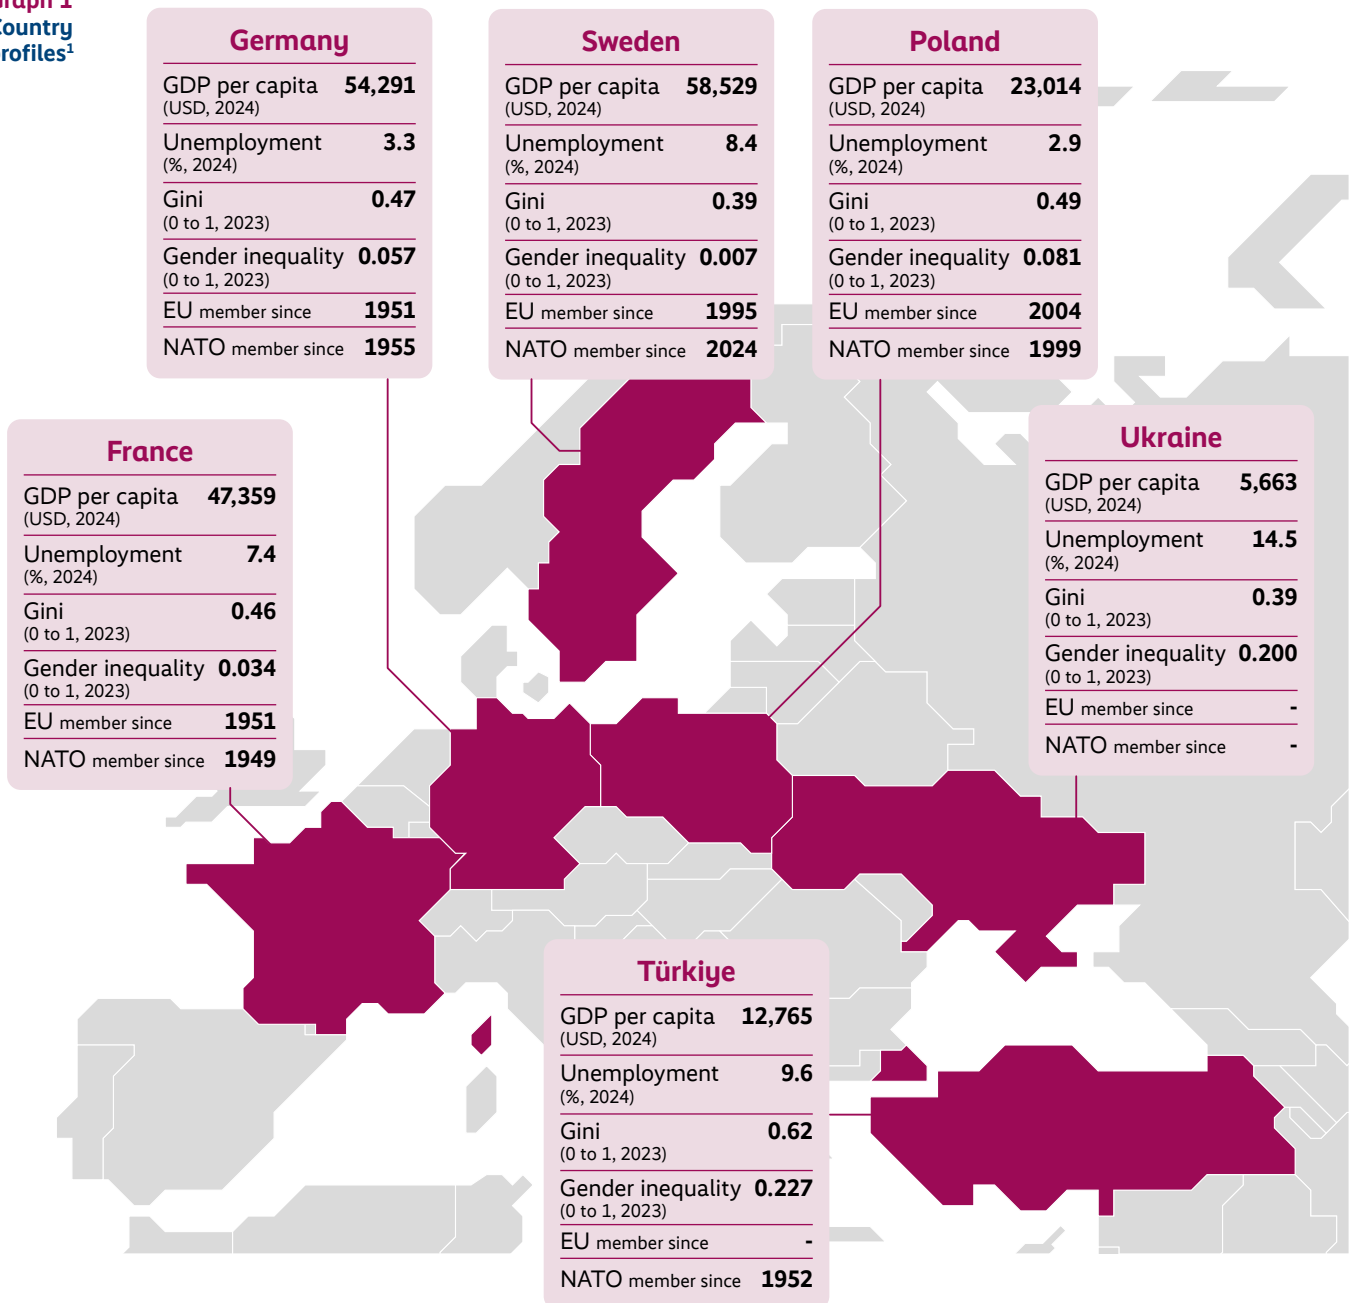 Graph 1
Country
profiles¹
Germany
GDP per capita 54,291
(USD, 2024)
Unemployment 3.3
(%, 2024)
Gini 0.47
(0 to 1, 2023)
Gender inequality 0.057
(0 to 1, 2023)
EU member since 1951
NATO member since 1955
Sweden
GDP per capita 58,529
(USD, 2024)
Unemployment 8.4
(%, 2024)
Gini 0.39
(0 to 1, 2023)
Gender inequality 0.007
(0 to 1, 2023)
EU member since 1995
NATO member since 2024
Poland
GDP per capita 23,014
(USD, 2024)
Unemployment 2.9
(%, 2024)
Gini 0.49
(0 to 1, 2023)
Gender inequality 0.081
(0 to 1, 2023)
EU member since 2004
NATO member since 1999
France
GDP per capita 47,359
(USD, 2024)
Unemployment 7.4
(%, 2024)
Gini 0.46
(0 to 1, 2023)
Gender inequality 0.034
(0 to 1, 2023)
EU member since 1951
NATO member since 1949
Ukraine
GDP per capita 5,663
(USD, 2024)
Unemployment 14.5
(%, 2024)
Gini 0.39
(0 to 1, 2023)
Gender inequality 0.200
(0 to 1, 2023)
EU member since -
NATO member since -
Türkiye
GDP per capita 12,765
(USD, 2024)
Unemployment 9.6
(%, 2024)
Gini 0.62
(0 to 1, 2023)
Gender inequality 0.227
(0 to 1, 2023)
EU member since -
NATO member since 1952